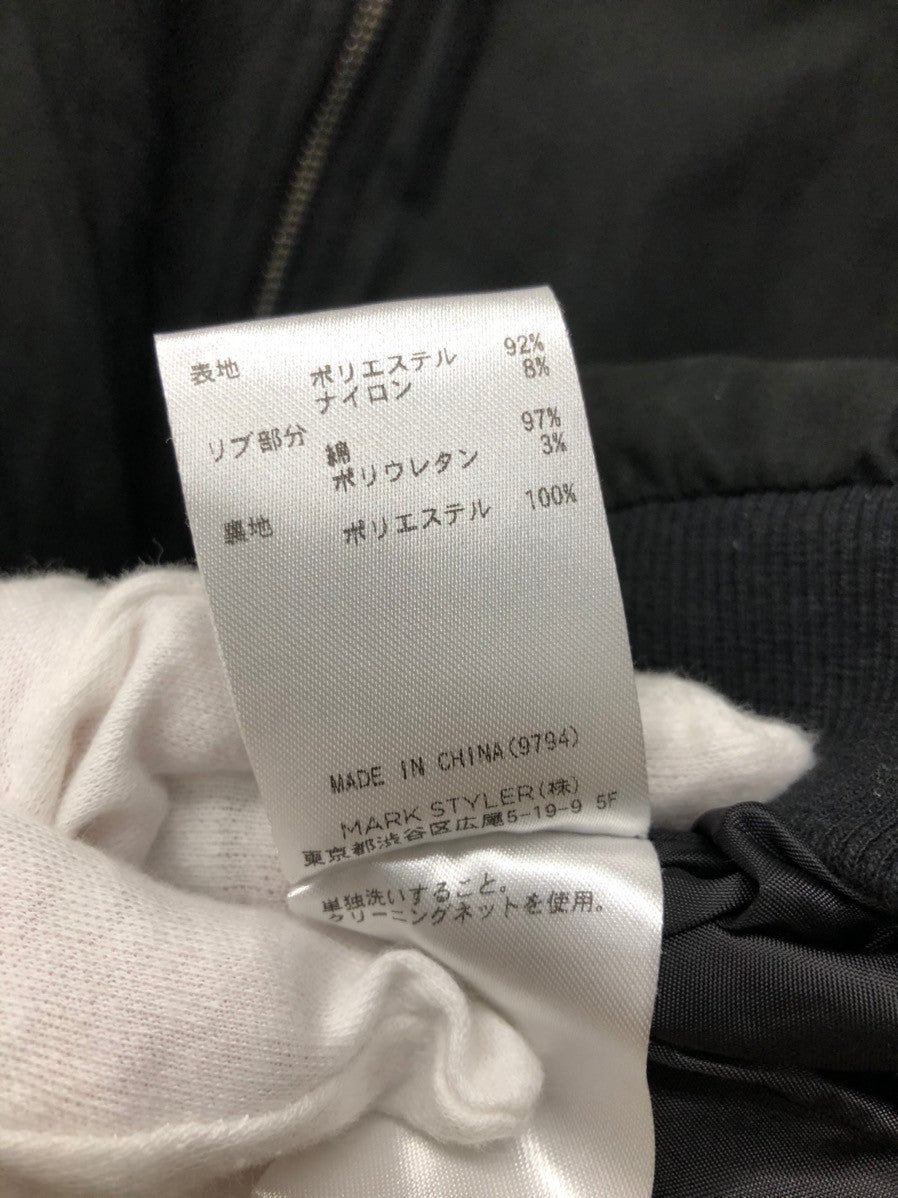 表地 ポリエステル 92%
ナイロン 8%
リブ部分 綿 97%
ポリウレタン 3%
裏地 ポリエステル 100%
MADE IN CHINA(9794)
MARK STYLER(株)
東京都渋谷区広尾5-19-9 5F
単独洗いすること。
クリーニングネットを使用。